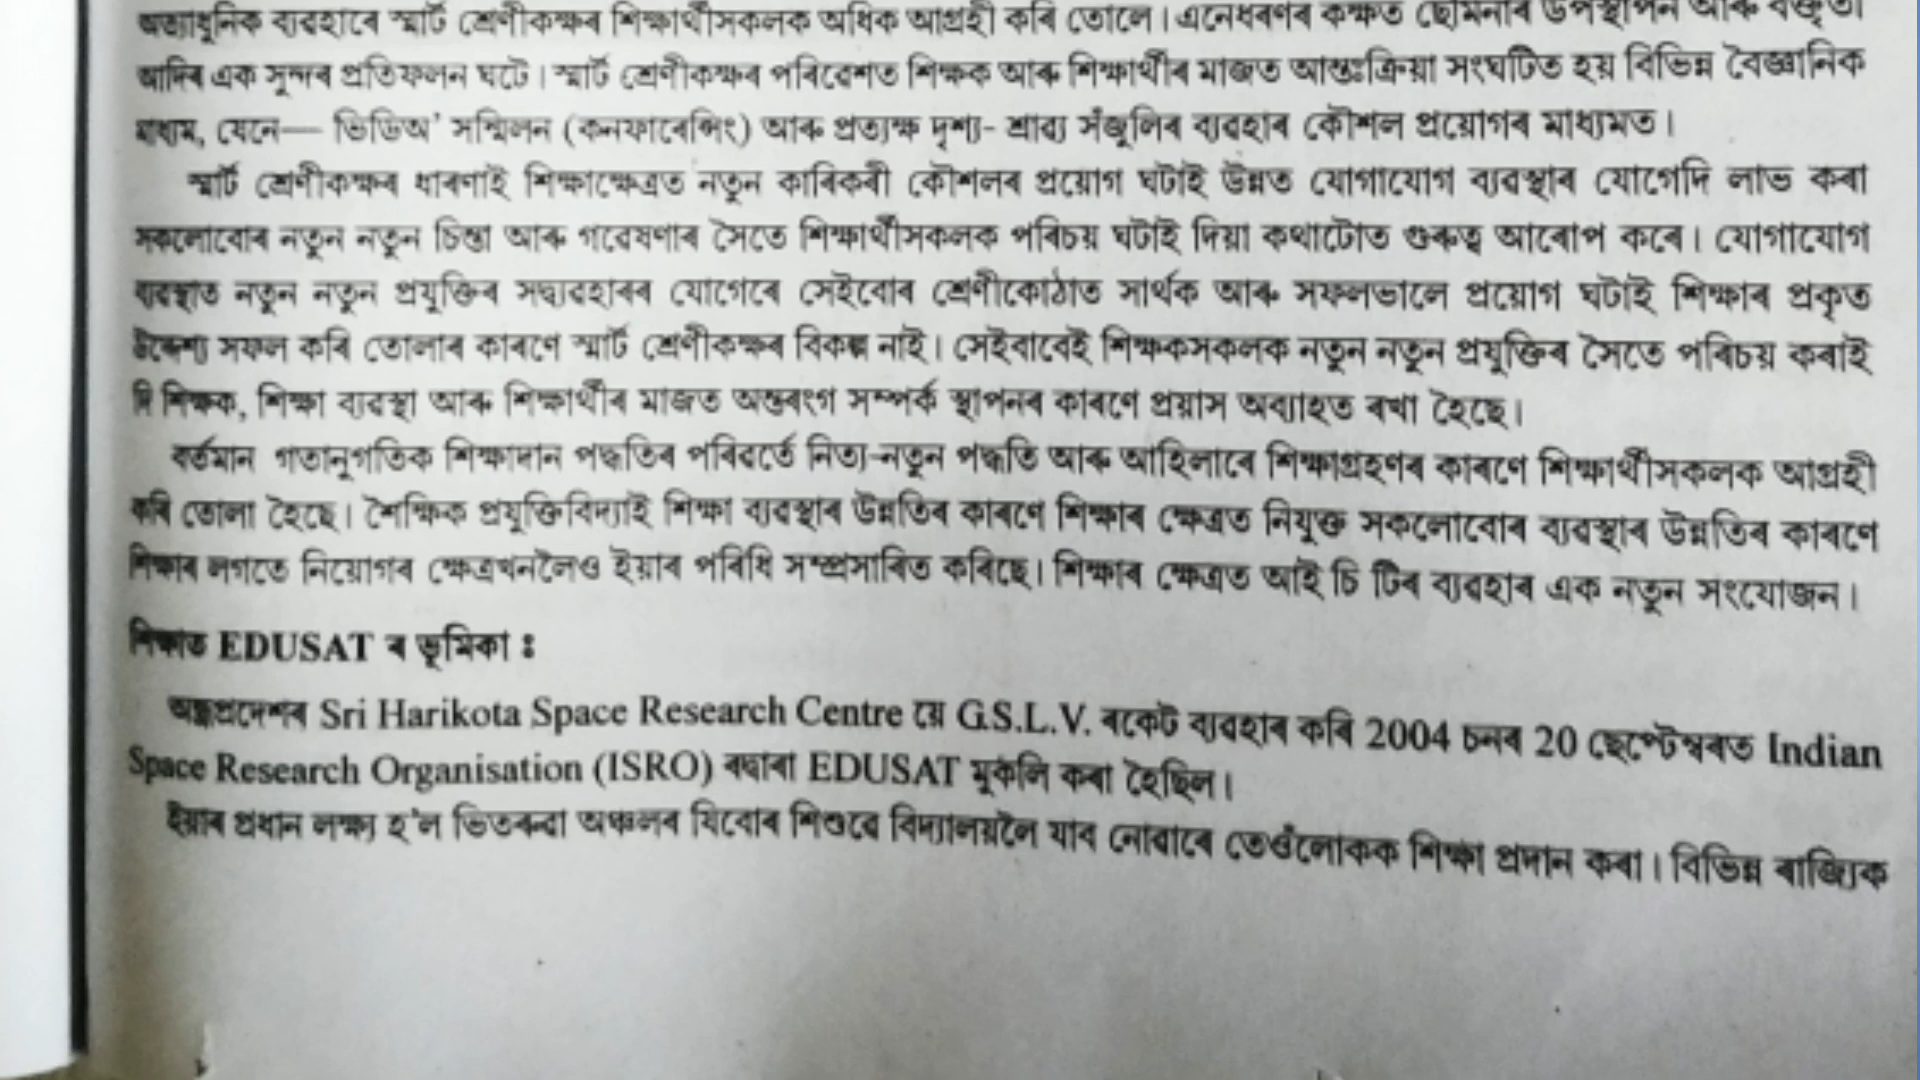 অত্যাধুনিক ব্যৱহাৰে স্মাৰ্ট শ্ৰেণীকক্ষৰ শিক্ষাৰ্থীসকলক অধিক আগ্ৰহী কৰি তোলে। এনেধৰণৰ কক্ষত ছেমিনাৰ উপস্থাপন আৰু বক্তৃতা
আদিৰ এক সুন্দৰ প্ৰতিফলন ঘটে। স্মাৰ্ট শ্ৰেণীকক্ষৰ পৰিৱেশত শিক্ষক আৰু শিক্ষাৰ্থীৰ মাজত আন্তঃক্ৰিয়া সংঘটিত হয় বিভিন্ন বৈজ্ঞানিক
মাধ্যম, যেনে— ভিডিঅ' সন্মিলন (কনফাৰেন্সিং) আৰু প্ৰত্যক্ষ দৃশ্য- শ্ৰাব্য সঁজুলিৰ ব্যৱহাৰ কৌশল প্ৰয়োগৰ মাধ্যমত।
স্মাৰ্ট শ্ৰেণীকক্ষৰ ধাৰণাই শিক্ষাক্ষেত্ৰত নতুন কাৰিকৰী কৌশলৰ প্ৰয়োগ ঘটাই উন্নত যোগাযোগ ব্যৱস্থাৰ যোগেদি লাভ কৰা
সকলোবোৰ নতুন নতুন চিন্তা আৰু গৱেষণাৰ সৈতে শিক্ষাৰ্থীসকলক পৰিচয় ঘটাই দিয়া কথাটোত গুৰুত্ব আৰোপ কৰে। যোগাযোগ
ব্যৱস্থাত নতুন নতুন প্ৰযুক্তিৰ সদ্ব্যৱহাৰৰ যোগেৰে সেইবোৰ শ্ৰেণীকোঠাত সাৰ্থক আৰু সফলভালে প্ৰয়োগ ঘটাই শিক্ষাৰ প্ৰকৃত
উদ্দেশ্য সফল কৰি তোলাৰ কাৰণে স্মাৰ্ট শ্ৰেণীকক্ষৰ বিকল্প নাই। সেইবাবেই শিক্ষকসকলক নতুন নতুন প্ৰযুক্তিৰ সৈতে পৰিচয় কৰাই
দি শিক্ষক, শিক্ষা ব্যৱস্থা আৰু শিক্ষাৰ্থীৰ মাজত অন্তৰংগ সম্পৰ্ক স্থাপনৰ কাৰণে প্ৰয়াস অব্যাহত ৰখা হৈছে।
বৰ্তমান গতানুগতিক শিক্ষাদান পদ্ধতিৰ পৰিৱৰ্তে নিত্য-নতুন পদ্ধতি আৰু আহিলাৰে শিক্ষাগ্ৰহণৰ কাৰণে শিক্ষাৰ্থীসকলক আগ্ৰহী
কৰি তোলা হৈছে। শৈক্ষিক প্ৰযুক্তিবিদ্যাই শিক্ষা ব্যৱস্থাৰ উন্নতিৰ কাৰণে শিক্ষাৰ ক্ষেত্ৰত নিযুক্ত সকলোবোৰ ব্যৱস্থাৰ উন্নতিৰ কাৰণে
শিক্ষাৰ লগতে নিয়োগৰ ক্ষেত্ৰখনলৈও ইয়াৰ পৰিধি সম্প্ৰসাৰিত কৰিছে। শিক্ষাৰ ক্ষেত্ৰত আই চি টিৰ ব্যৱহাৰ এক নতুন সংযোজন।
শিক্ষাত EDUSAT ৰ ভূমিকা :
অন্ধ্ৰপ্ৰদেশৰ Sri Harikota Space Research Centre য়ে G.S.L.V. ৰকেট ব্যৱহাৰ কৰি 2004 চনৰ 20 ছেপ্টেম্বৰত Indian
Space Research Organisation (ISRO) ৰদ্বাৰা EDUSAT মুকলি কৰা হৈছিল।
ইয়াৰ প্ৰধান লক্ষ্য হ'ল ভিতৰুৱা অঞ্চলৰ যিবোৰ শিশুৱে বিদ্যালয়লৈ যাব নোৱাৰে তেওঁলোকক শিক্ষা প্ৰদান কৰা। বিভিন্ন ৰাজ্যিক